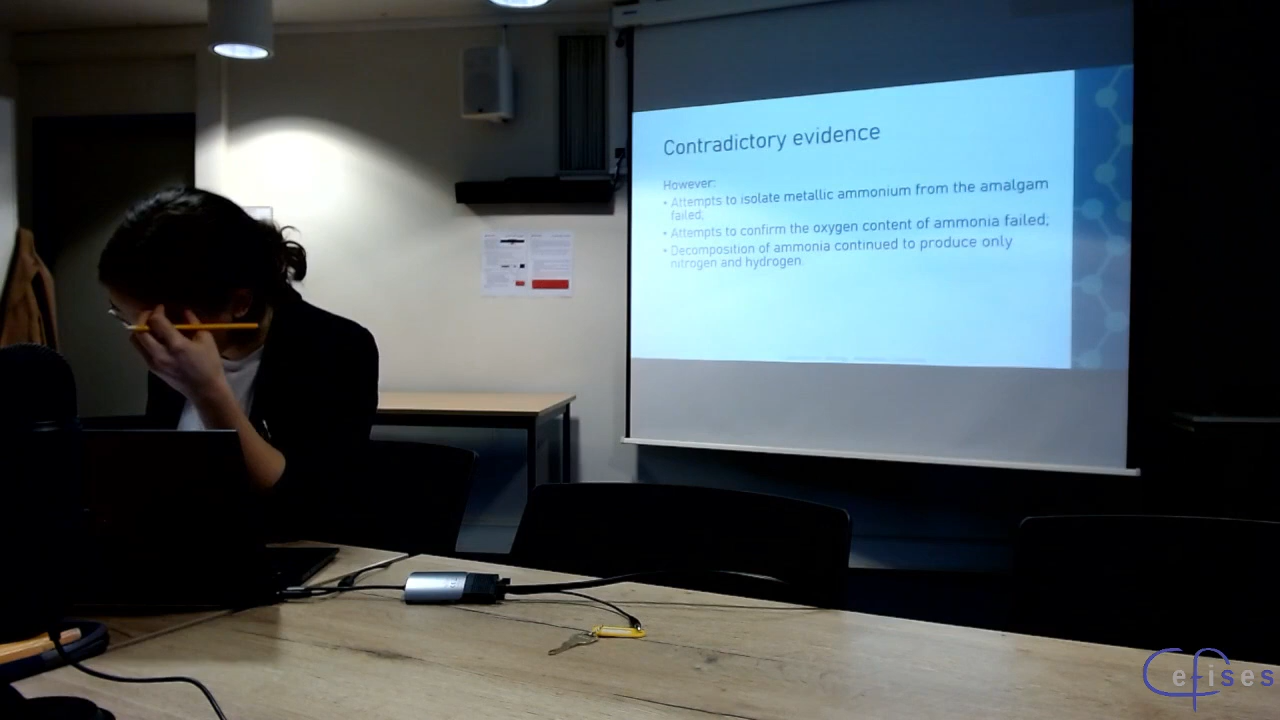 Contradictory evidence
However:
• Attempts to isolate metallic ammonium from the amalgam
failed;
• Attempts to confirm the oxygen content of ammonia failed;
• Decomposition of ammonia continued to produce only
nitrogen and hydrogen.
Cefises